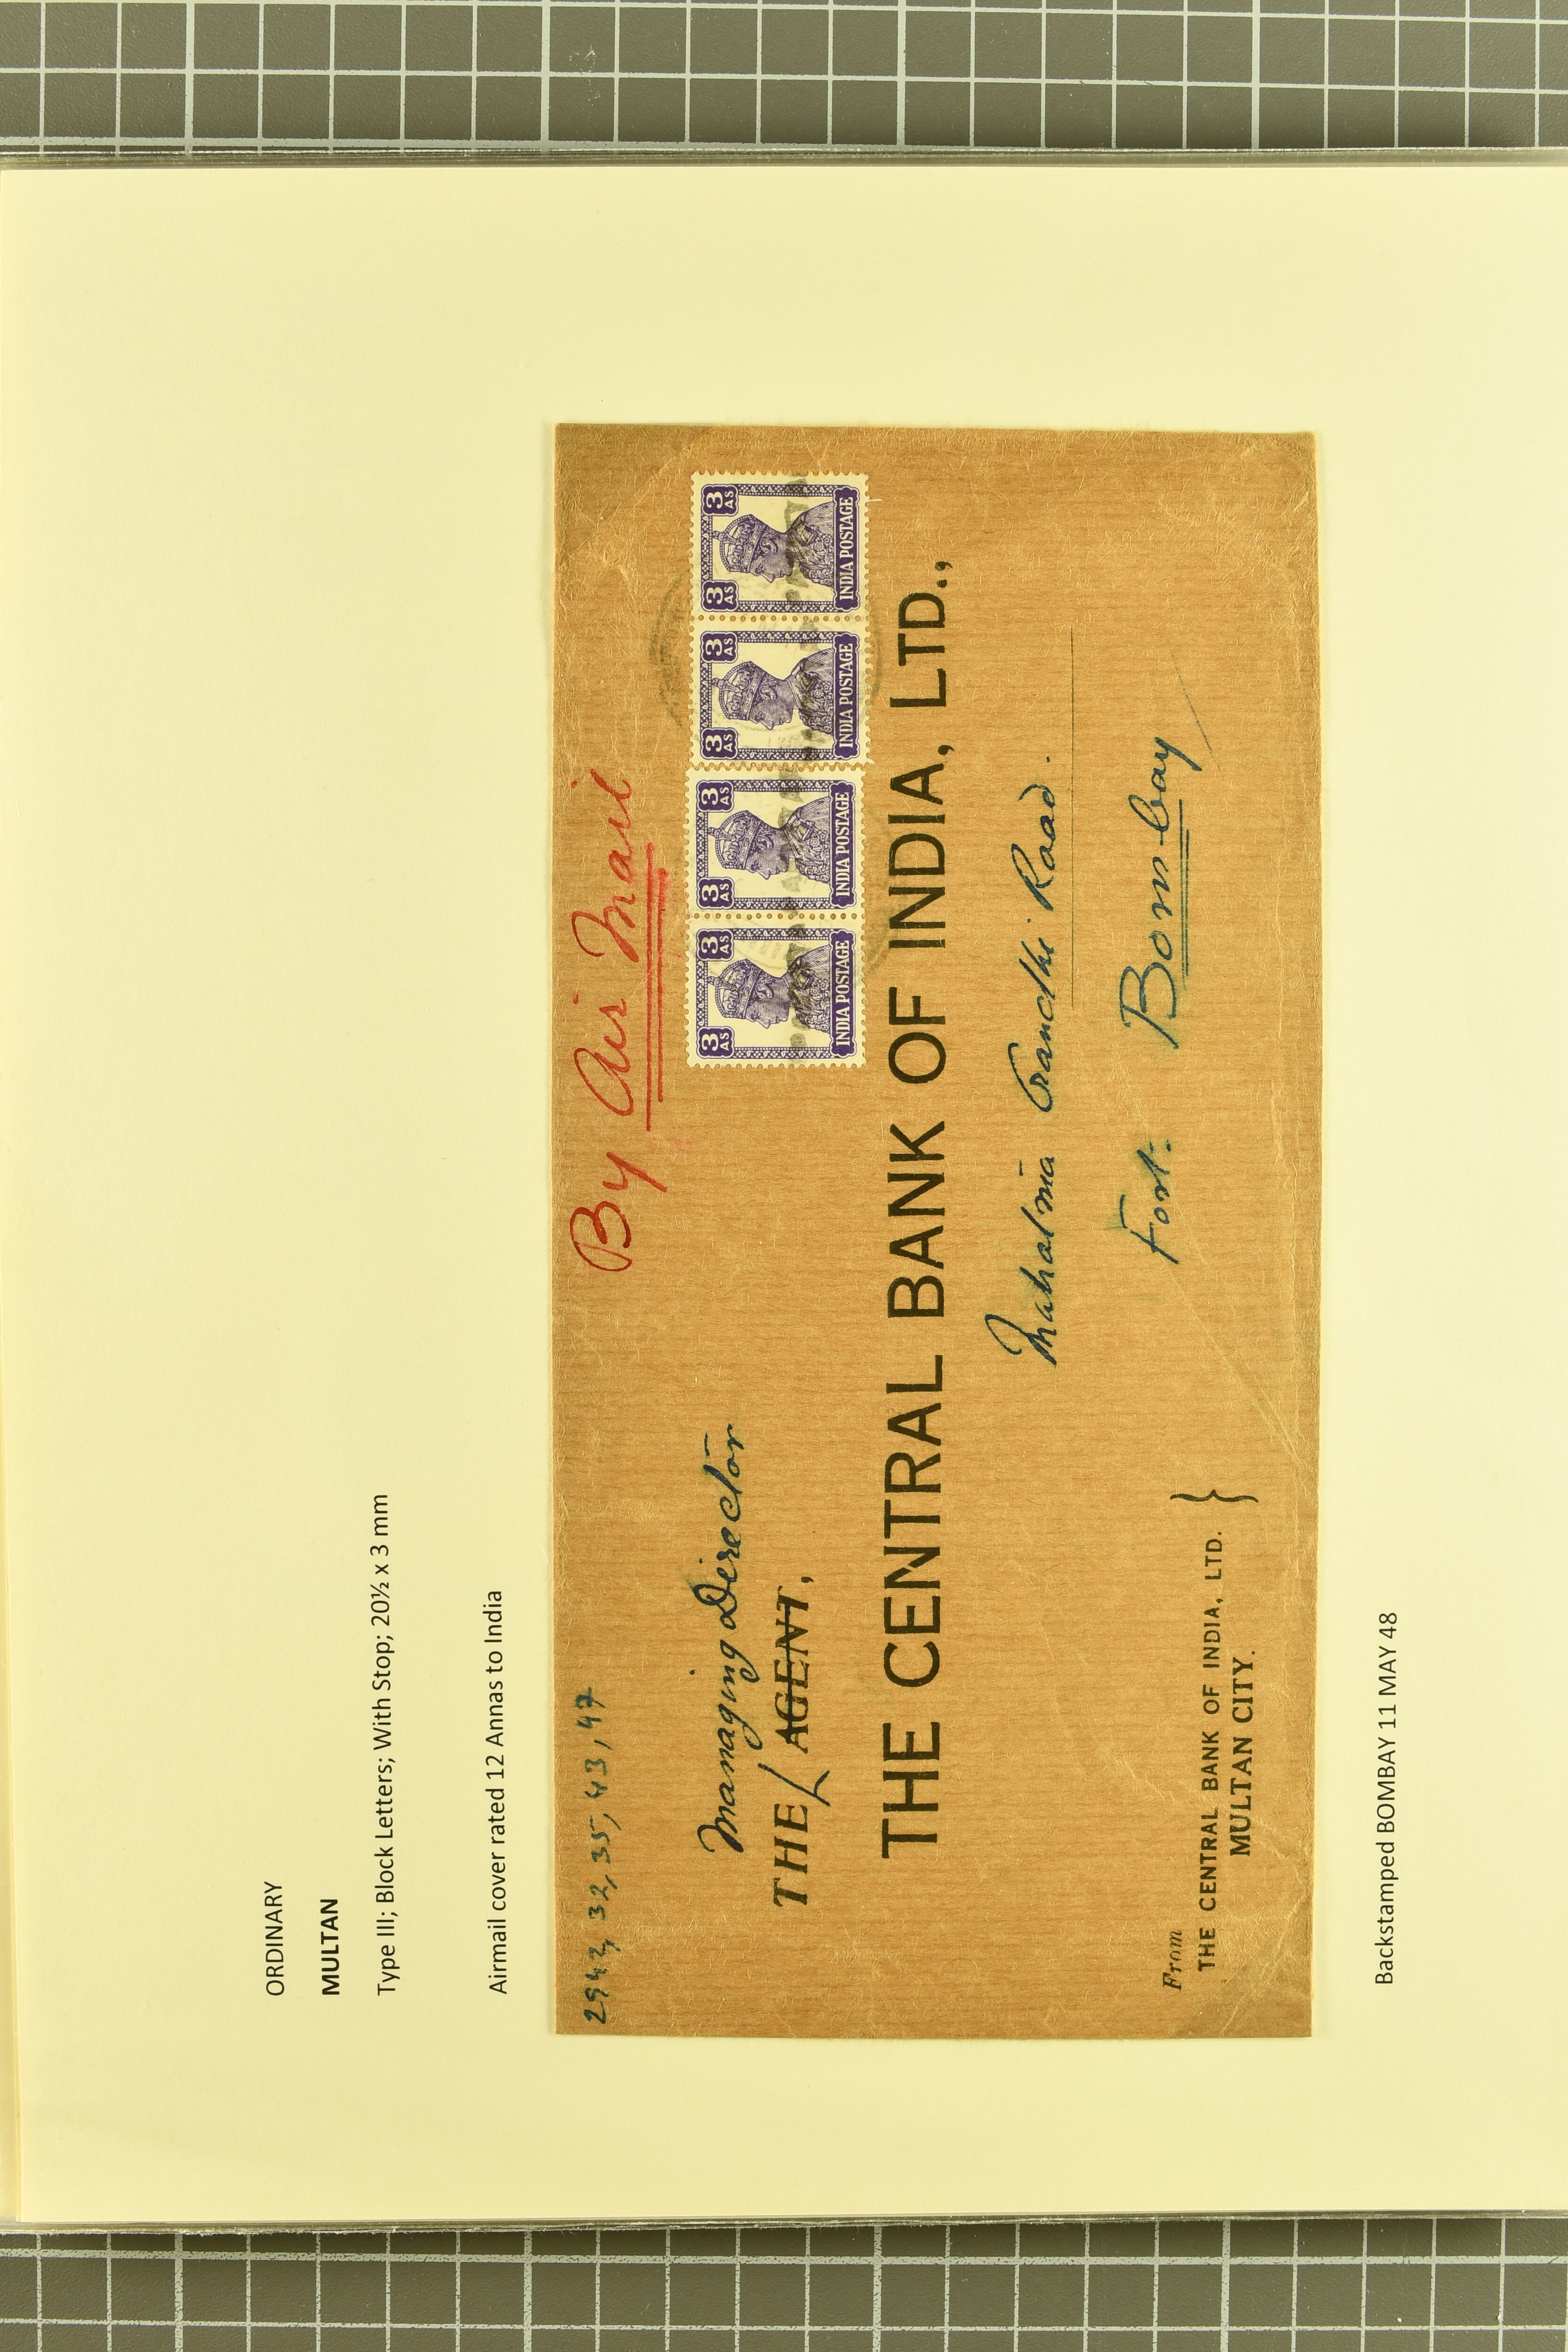 ORDINARY
MULTAN
Type III; Block Letters; With Stop; 20½ x 3 mm
Airmail cover rated 12 Annas to India
2942, 32, 35, 43, 47
By Air Mail
3 AS 3 AS 3 AS 3 AS 3 AS 3 AS 3 AS 3 AS
INDIA POSTAGE INDIA POSTAGE INDIA POSTAGE INDIA POSTAGE
Managing Director
THE AGENT,
THE CENTRAL BANK OF INDIA, LTD.,
Mahatma Gandhi Road.
Fort. Bombay
From
THE CENTRAL BANK OF INDIA, LTD. }
MULTAN CITY.
Backstamped BOMBAY 11 MAY 48